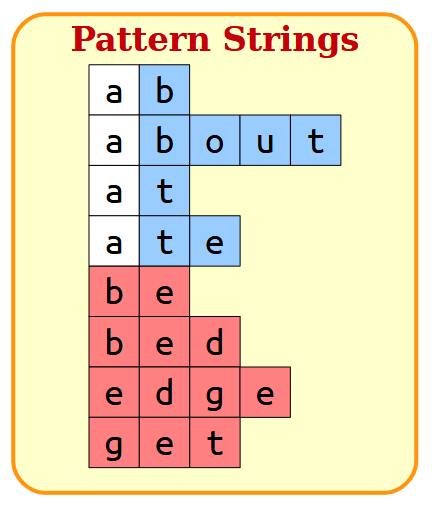 Pattern Strings
ab
about
at
ate
be
bed
edge
get